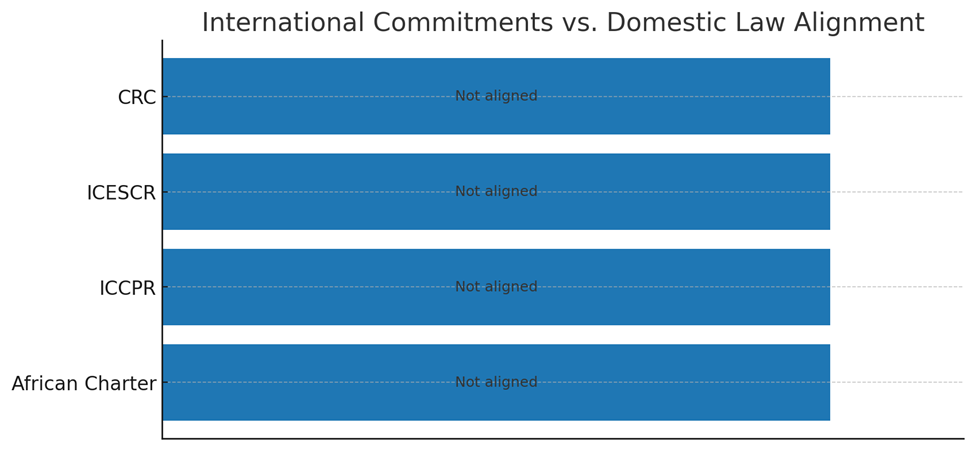 International Commitments vs. Domestic Law Alignment
CRC
Not aligned
ICESCR
Not aligned
ICCPR
Not aligned
African Charter
Not aligned